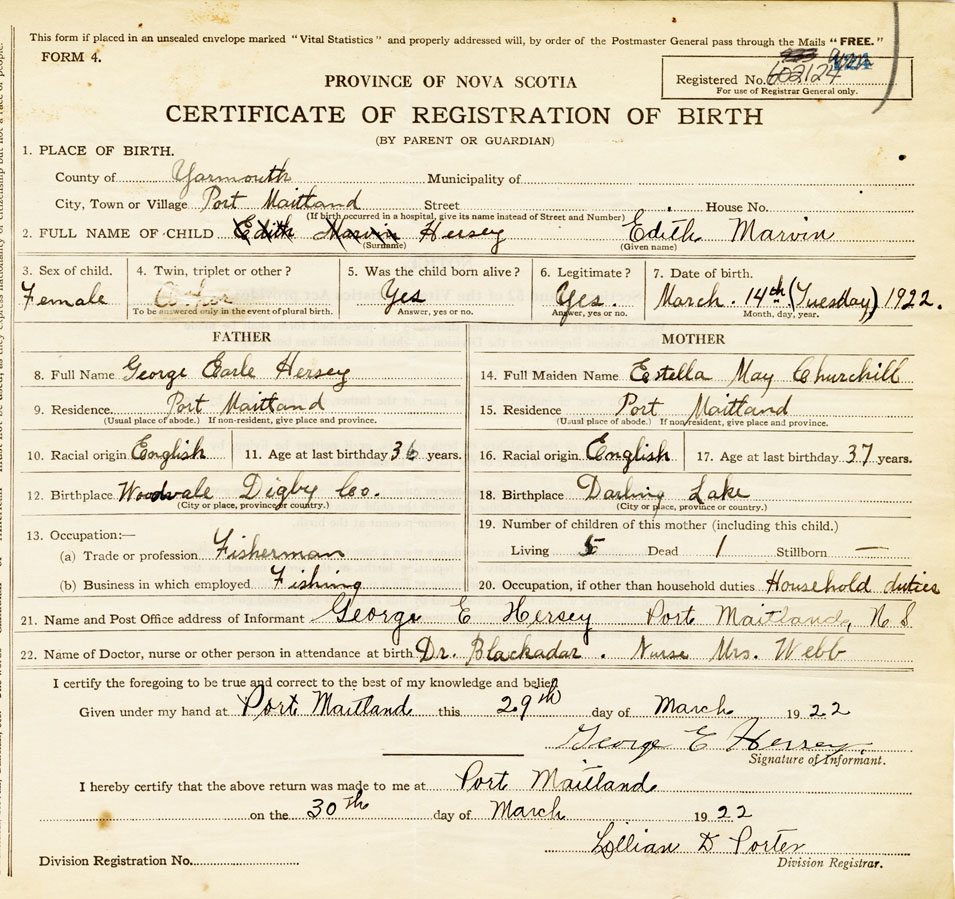 This form if placed in an unsealed envelope marked "Vital Statistics" and properly addressed will, by order of the Postmaster General pass through the Mails "FREE."
FORM 4.
PROVINCE OF NOVA SCOTIA
Registered No. 602124
For use of Registrar General only.
CERTIFICATE OF REGISTRATION OF BIRTH
(BY PARENT OR GUARDIAN)
1. PLACE OF BIRTH.
County of Yarmouth Municipality of
City, Town or Village Port Maitland Street House No.
(If birth occurred in a hospital, give its name instead of Street and Number)
2. FULL NAME OF CHILD Edith Marvin Hersey Edith Marvin
(Surname) (Given name)
3. Sex of child. 4. Twin, triplet or other? 5. Was the child born alive? 6. Legitimate? 7. Date of birth.
Female Yes Yes. March. 14th (Tuesday) 1922.
To be answered only in the event of plural birth. Answer, yes or no. Answer, yes or no. Month, day, year.
FATHER MOTHER
8. Full Name George Earle Hersey 14. Full Maiden Name Estella May Churchill
9. Residence. Port Maitland 15. Residence Port Maitland
(Usual place of abode.) If non-resident, give place and province. (Usual place of abode.) If non-resident, give place and province.
10. Racial origin English 11. Age at last birthday 36 years. 16. Racial origin English 17. Age at last birthday 37 years.
12. Birthplace Woodvale Digby Co. 18. Birthplace Darling Lake
(City or place, province or country.) (City or place, province or country.)
13. Occupation:— 19. Number of children of this mother (including this child.)
(a) Trade or profession Fisherman Living 5 Dead 1 Stillborn —
(b) Business in which employed Fishing 20. Occupation, if other than household duties Household duties
21. Name and Post Office address of Informant George E Hersey Port Maitland, N S
22. Name of Doctor, nurse or other person in attendance at birth Dr. Blackadar. Nurse Mrs. Webb
I certify the foregoing to be true and correct to the best of my knowledge and belief.
Given under my hand at Port Maitland this 29th day of March 1922
George E Hersey
Signature of Informant.
I hereby certify that the above return was made to me at Port Maitland
on the 30th day of March 1922
Lillian D Porter
Division Registration No.
Division Registrar.